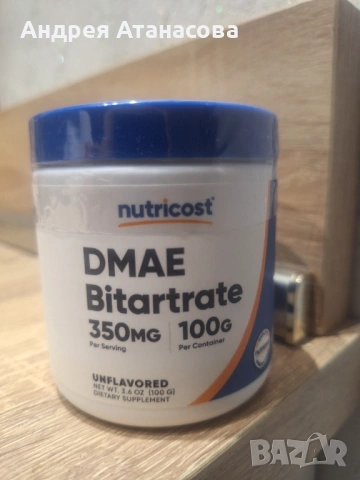 Андрея Атанасова
nutricost®
DMAE
Bitartrate
350MG 100G
Per Serving Per Container
UNFLAVORED
NET WT. 3.6 OZ (100 G)
DIETARY SUPPLEMENT
BAZAR